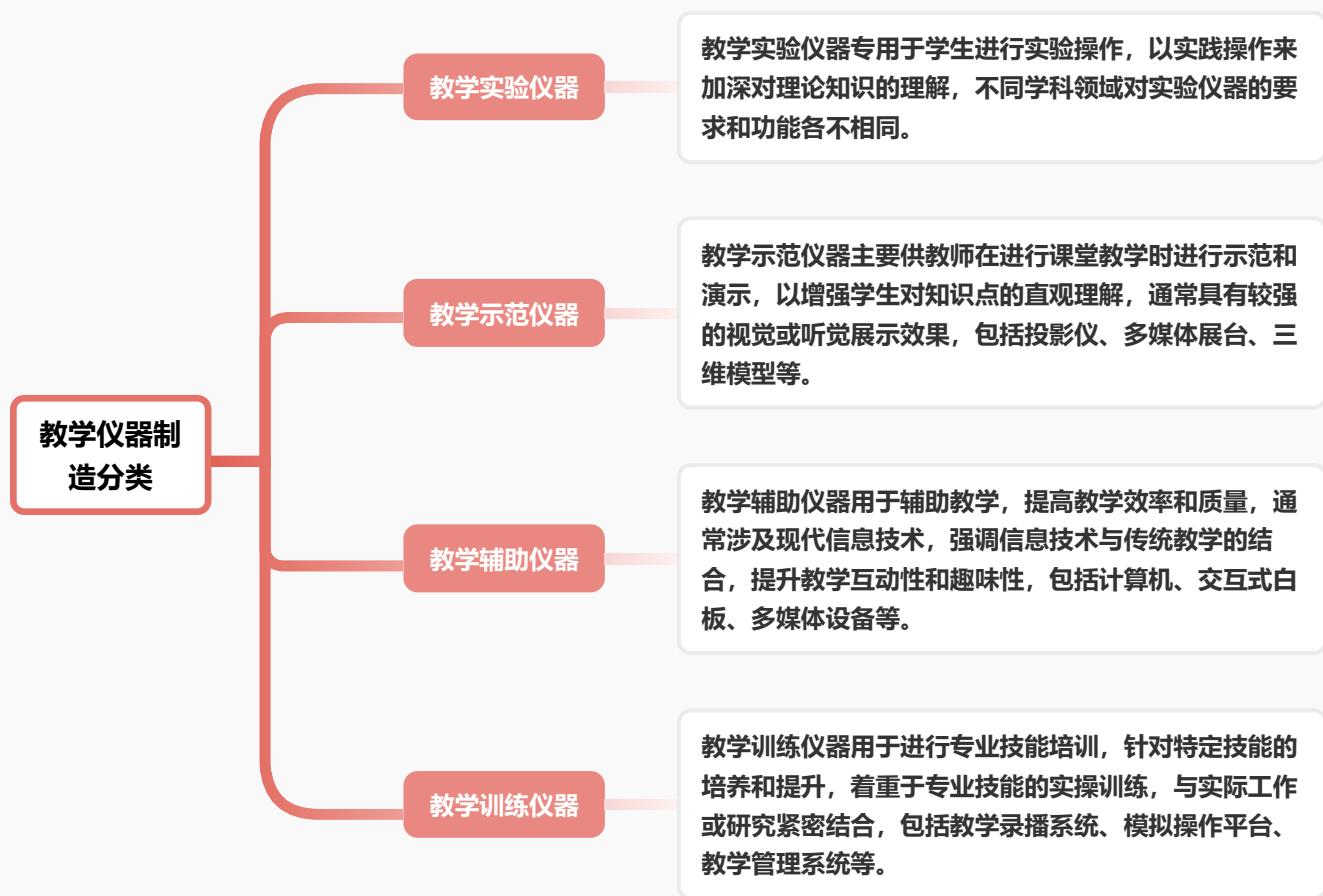 教学仪器制
造分类
教学实验仪器
教学实验仪器专用于学生进行实验操作，以实践操作来
加深对理论知识的理解，不同学科领域对实验仪器的要
求和功能各不相同。
教学示范仪器
教学示范仪器主要供教师在进行课堂教学时进行示范和
演示，以增强学生对知识点的直观理解，通常具有较强
的视觉或听觉展示效果，包括投影仪、多媒体展台、三
维模型等。
教学辅助仪器
教学辅助仪器用于辅助教学，提高教学效率和质量，通
常涉及现代信息技术，强调信息技术与传统教学的结
合，提升教学互动性和趣味性，包括计算机、交互式白
板、多媒体设备等。
教学训练仪器
教学训练仪器用于进行专业技能培训，针对特定技能的
培养和提升，着重于专业技能的实操训练，与实际工作
或研究紧密结合，包括教学录播系统、模拟操作平台、
教学管理系统等。